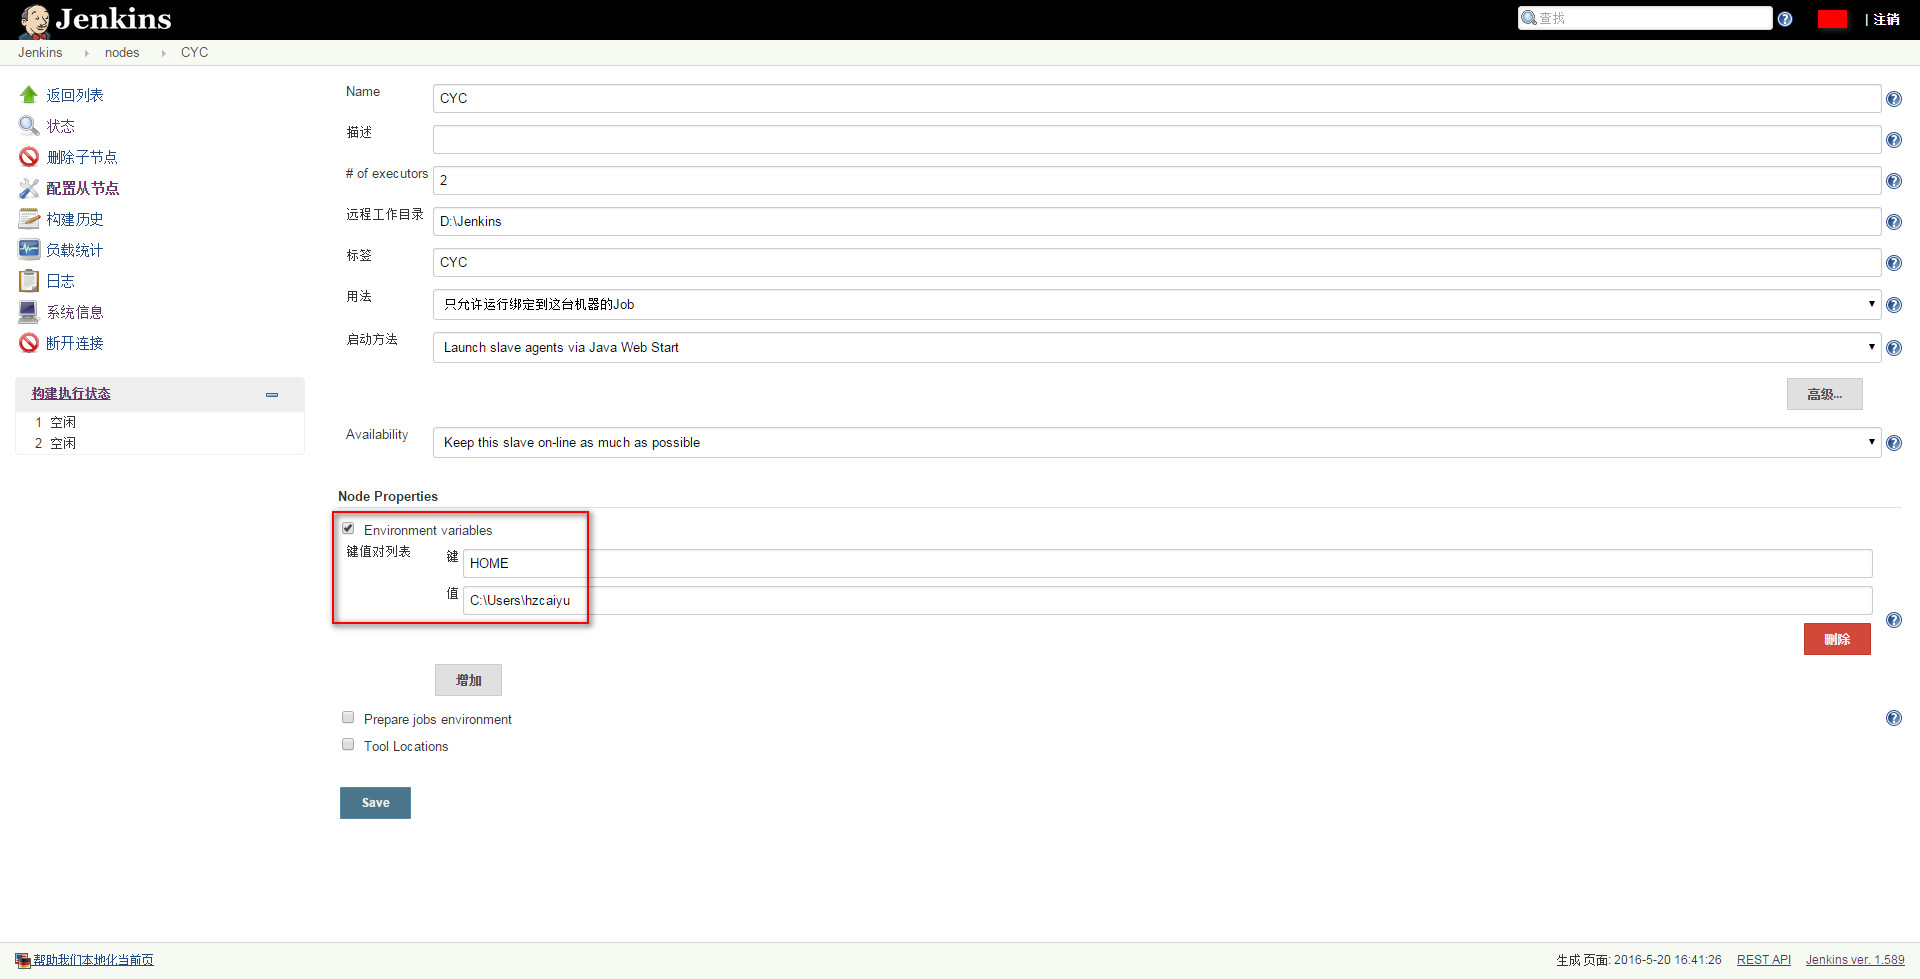 Jenkins
查找
| 注销
Jenkins nodes CYC
返回列表
状态
删除子节点
配置从节点
构建历史
负载统计
日志
系统信息
断开连接
构建执行状态
1 空闲
2 空闲
Name CYC
描述
# of executors 2
远程工作目录 D:\Jenkins
标签 CYC
用法 只允许运行绑定到这台机器的Job
启动方法 Launch slave agents via Java Web Start
高级...
Availability Keep this slave on-line as much as possible
Node Properties
Environment variables
键值对列表 键 HOME
值 C:\Users\hzcaiyu
删除
增加
Prepare jobs environment
Tool Locations
Save
帮助我们本地化当前页
生成 页面: 2016-5-20 16:41:26 REST API Jenkins ver. 1.589